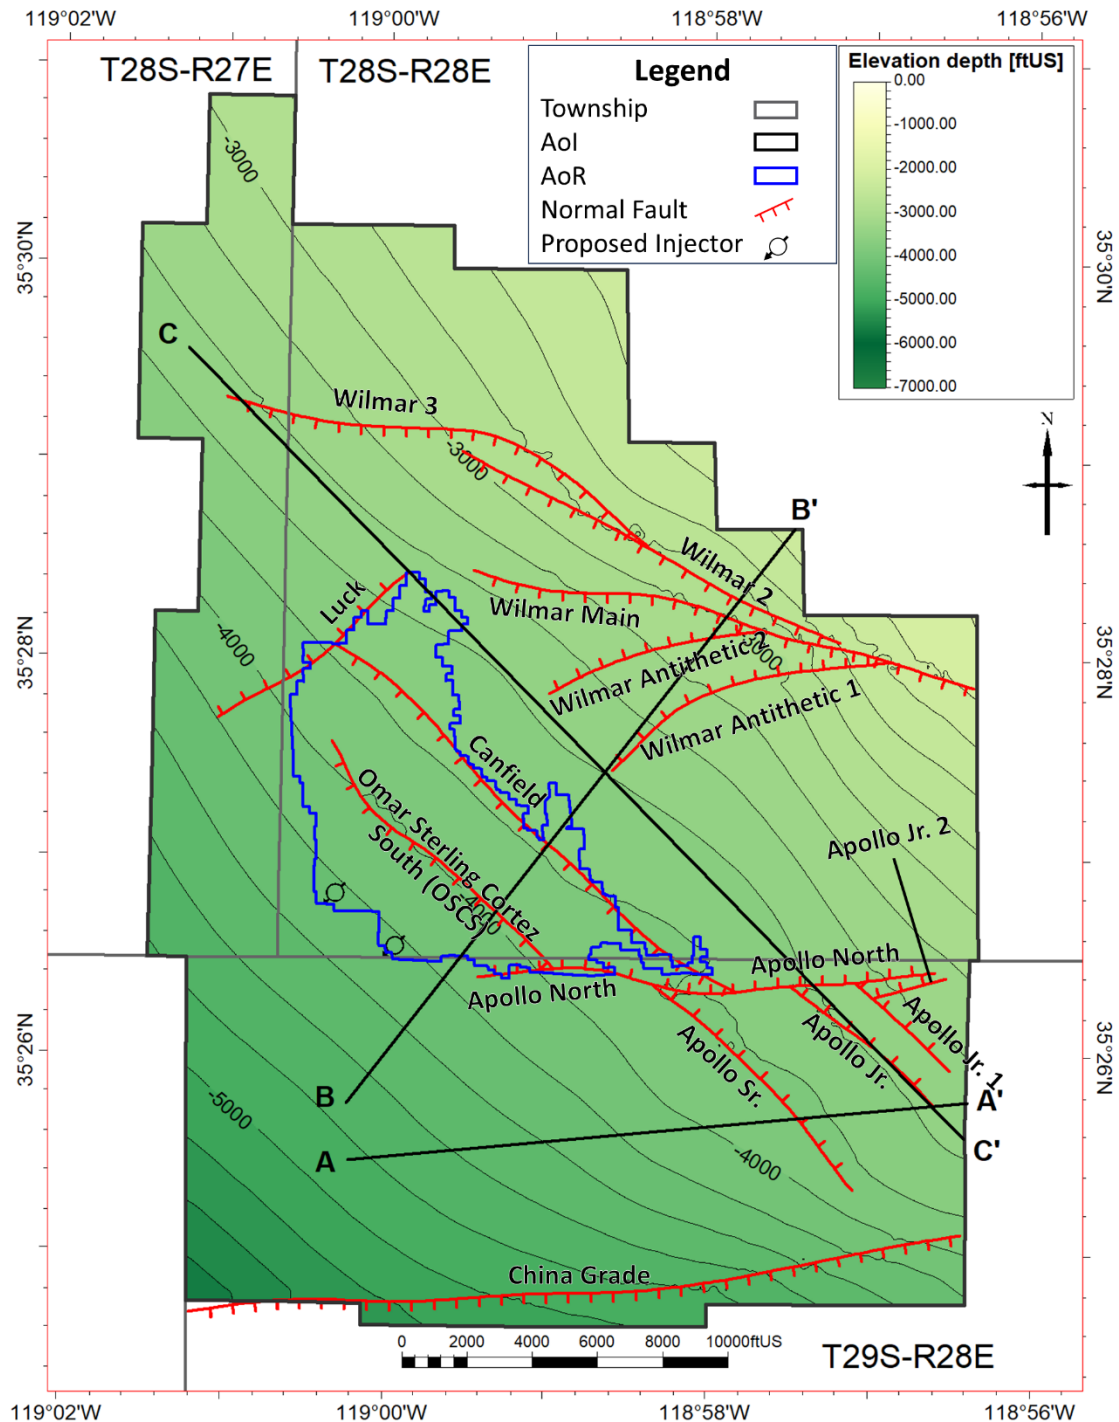 119°02'W 119°00'W 118°58'W 118°56'W
T28S-R27E T28S-R28E
Legend
Township
AoI
AoR
Normal Fault
Proposed Injector
Elevation depth [ftUS]
0.00
-1000.00
-2000.00
-3000.00
-4000.00
-5000.00
-6000.00
-7000.00
-3000
35°30'N
35°30'N
N
C
Wilmar 3
-3000
B'
Wilmar 2
Luck
Wilmar Main
-4000
35°28'N
35°28'N
Wilmar Antithetic 2
-3000
Wilmar Antithetic 1
Canfield
Omar Sterling Cortez
South (OSCS)
-4000
Apollo Jr. 2
Apollo North
Apollo North
Apollo Jr. 1
Apollo Jr.
Apollo Sr.
35°26'N
35°26'N
B
A'
-5000
A
C'
-4000
China Grade
0 2000 4000 6000 8000 10000ftUS
T29S-R28E
119°02'W 119°00'W 118°58'W 118°56'W